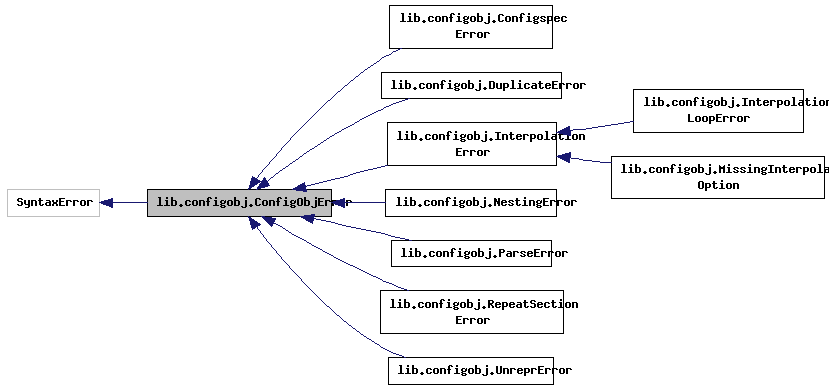 lib.configobj.Configspec
Error
lib.configobj.DuplicateError
lib.configobj.Interpolation
LoopError
lib.configobj.Interpolation
Error
lib.configobj.MissingInterpola
Option
SyntaxError
lib.configobj.ConfigObjError
lib.configobj.NestingError
lib.configobj.ParseError
lib.configobj.RepeatSection
Error
lib.configobj.UnreprError